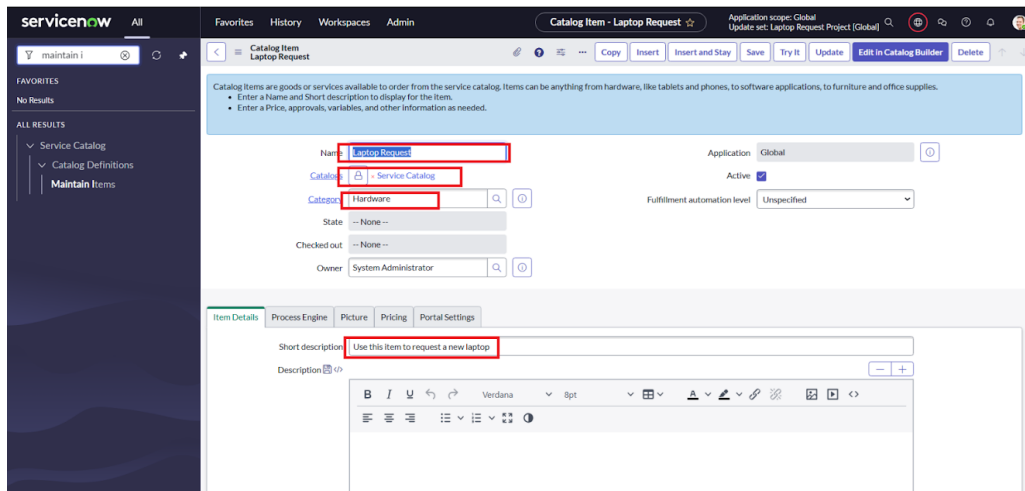 servicenow All Favorites History Workspaces Admin Catalog Item - Laptop Request Application scope: Global
Update set: Laptop Request Project [Global]
maintain i
FAVORITES
No Results
ALL RESULTS
Service Catalog
Catalog Definitions
Maintain Items
Catalog Item
Laptop Request
Copy Insert Insert and Stay Save Try It Update Edit in Catalog Builder Delete
Catalog items are goods or services available to order from the service catalog. Items can be anything from hardware, like tablets and phones, to software applications, to furniture and office supplies.
• Enter a Name and Short description to display for the item.
• Enter a Price, approvals, variables, and other information as needed.
Name Laptop Request
Catalogs Service Catalog
Category Hardware
State -- None --
Checked out -- None --
Owner System Administrator
Application Global
Active
Fulfillment automation level Unspecified
Item Details Process Engine Picture Pricing Portal Settings
Short description Use this item to request a new laptop
Description
B I U Verdana 8pt A